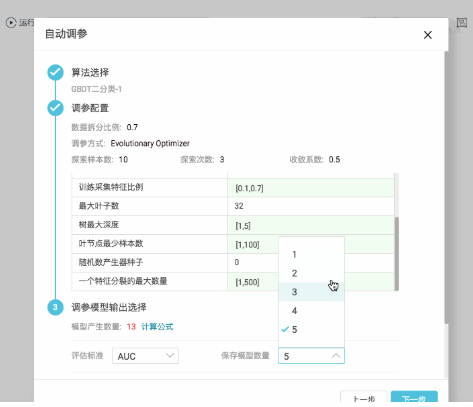 运行
自动调参
算法选择
GBDT二分类-1
调参配置
数据拆分比例: 0.7
调参方式: Evolutionary Optimizer
探索样本数: 10 探索次数: 3 收敛系数: 0.5
训练采集特征比例 [0.1,0.7]
最大叶子数 32
树最大深度 [1,5]
叶节点最少样本数 [1,100]
随机数产生器种子 0
一个特征分裂的最大数量 [1,500]
1
2
3
4
5
3 调参模型输出选择
模型产生数量: 13 计算公式
评估标准 AUC 保存模型数量 5
上一步 下一步